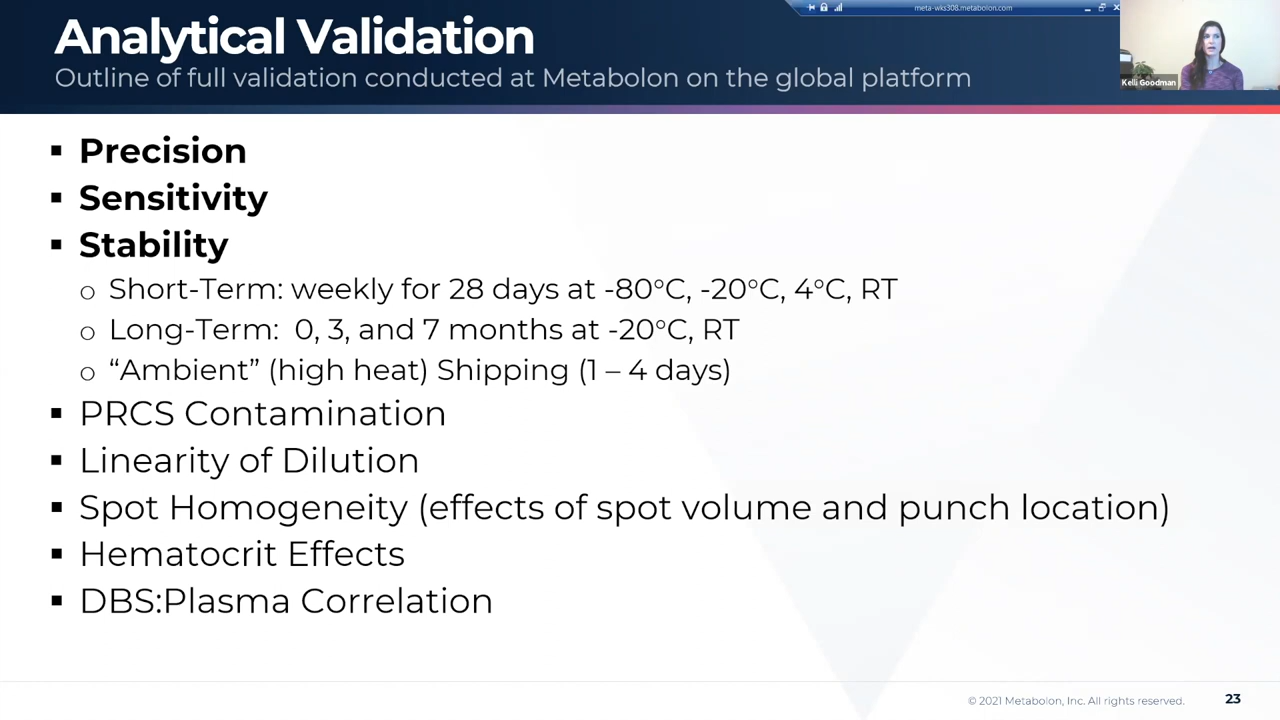 meta-wks308.metabolon.com
Analytical Validation
Outline of full validation conducted at Metabolon on the global platform
Kelli Goodman
▪ Precision
▪ Sensitivity
▪ Stability
o Short-Term: weekly for 28 days at -80°C, -20°C, 4°C, RT
o Long-Term: 0, 3, and 7 months at -20°C, RT
o “Ambient” (high heat) Shipping (1 – 4 days)
▪ PRCS Contamination
▪ Linearity of Dilution
▪ Spot Homogeneity (effects of spot volume and punch location)
▪ Hematocrit Effects
▪ DBS:Plasma Correlation
© 2021 Metabolon, Inc. All rights reserved.
23